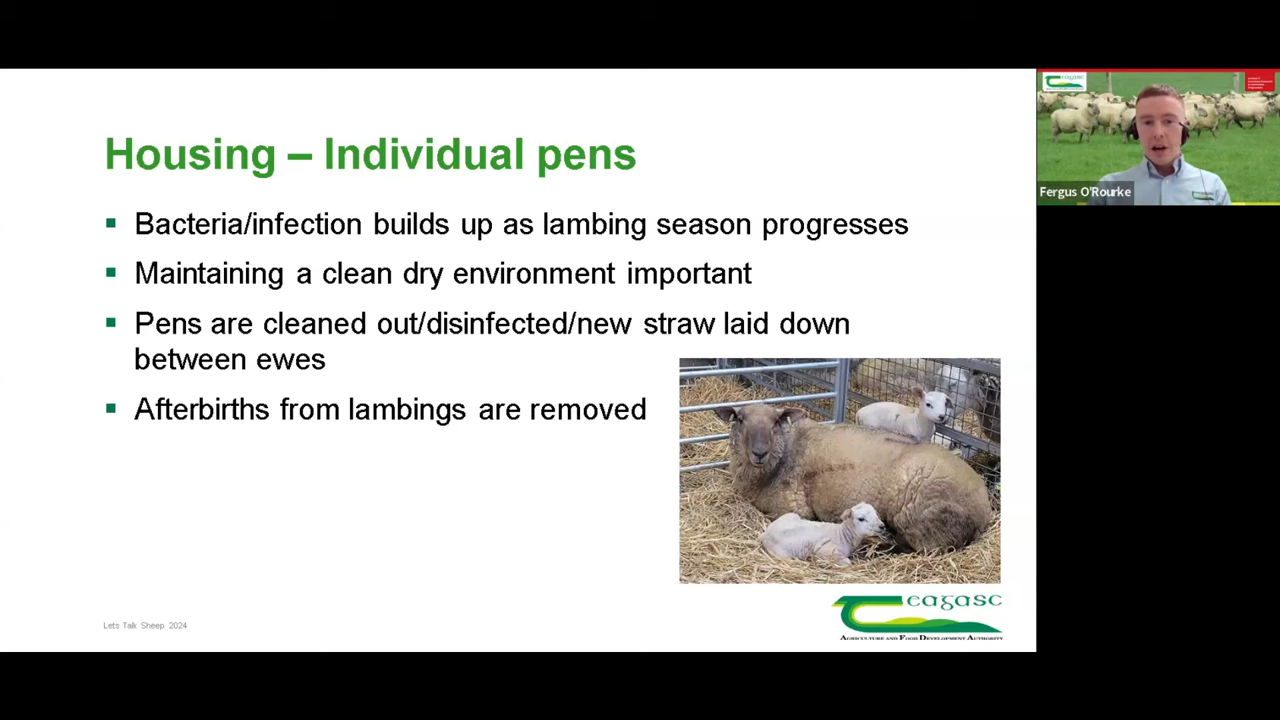 Housing – Individual pens
Bacteria/infection builds up as lambing season progresses
Maintaining a clean dry environment important
Pens are cleaned out/disinfected/new straw laid down
between ewes
Afterbirths from lambings are removed
Lets Talk Sheep 2024
eagasc
AGRICULTURE AND FOOD DEVELOPMENT AUTHORITY
eagasc
Fergus O'Rourke